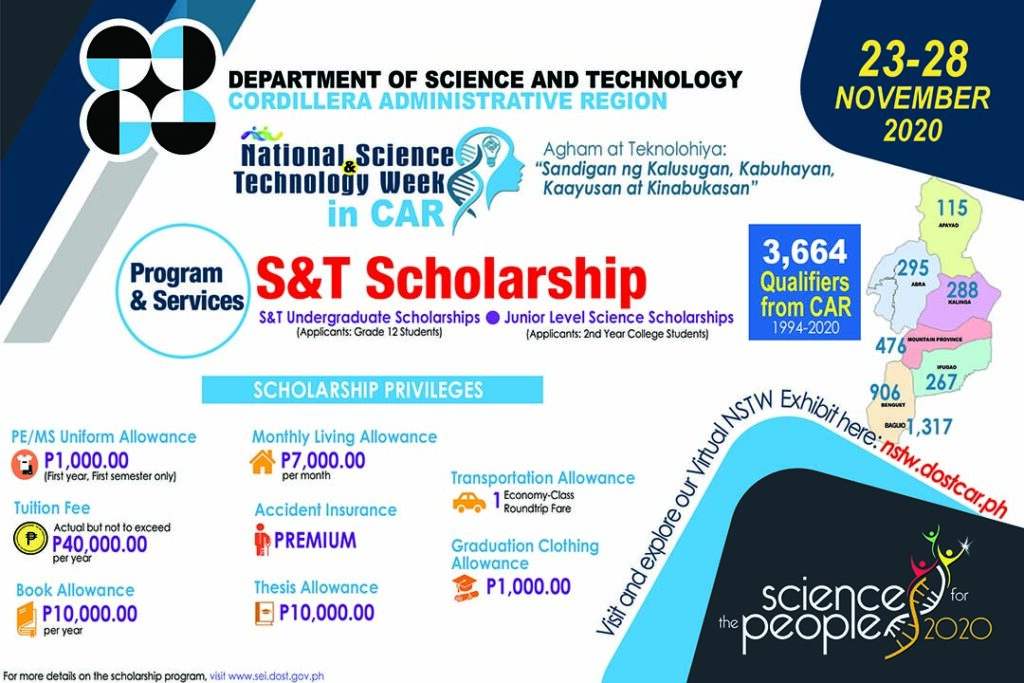 DEPARTMENT OF SCIENCE AND TECHNOLOGY
CORDILLERA ADMINISTRATIVE REGION
23-28
NOVEMBER
2020
National Science
&
Technology Week
in CAR
Agham at Teknolohiya:
“Sandigan ng Kalusugan, Kabuhayan,
Kaayusan at Kinabukasan”
Program
& Services
S&T Scholarship
S&T Undergraduate Scholarships ● Junior Level Science Scholarships
(Applicants: Grade 12 Students)
(Applicants: 2nd Year College Students)
3,664
Qualifiers
from CAR
1994-2020
115
APAYAO
295
ABRA
288
KALINGA
476
MOUNTAIN PROVINCE
IFUGAO
267
906
BENGUET
BAGUIO
1,317
SCHOLARSHIP PRIVILEGES
PE/MS Uniform Allowance
P1,000.00
(First year, First semester only)
Tuition Fee
₱
Actual but not to exceed
P40,000.00
per year
Book Allowance
P10,000.00
per year
Monthly Living Allowance
P7,000.00
per month
Accident Insurance
PREMIUM
Thesis Allowance
P10,000.00
Transportation Allowance
1 Economy-Class
Roundtrip Fare
Graduation Clothing
Allowance
P1,000.00
Visit and explore our Virtual NSTW Exhibit here: nstw.dostcar.ph
science for
the people 2020
For more details on the scholarship program, visit www.sei.dost.gov.ph